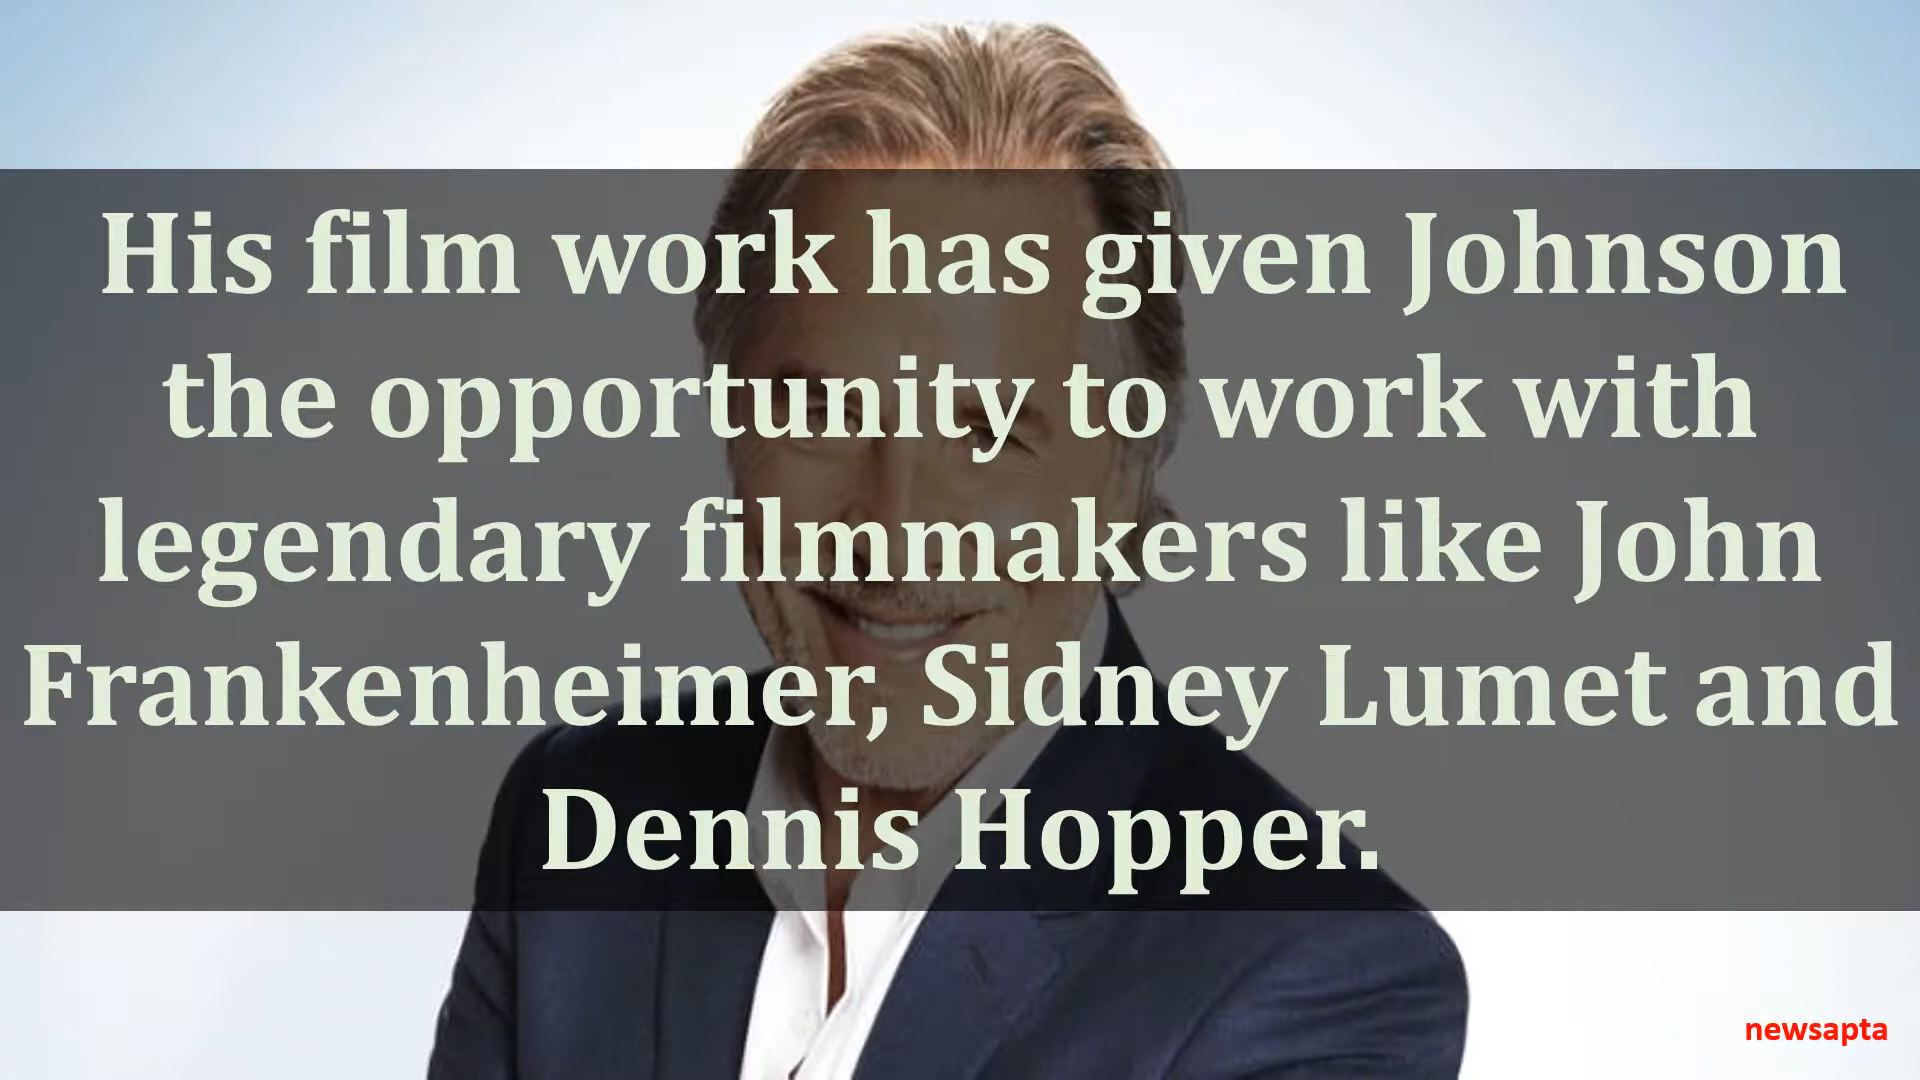 His film work has given Johnson
the opportunity to work with
legendary filmmakers like John
Frankenheimer, Sidney Lumet and
Dennis Hopper.
newsapta